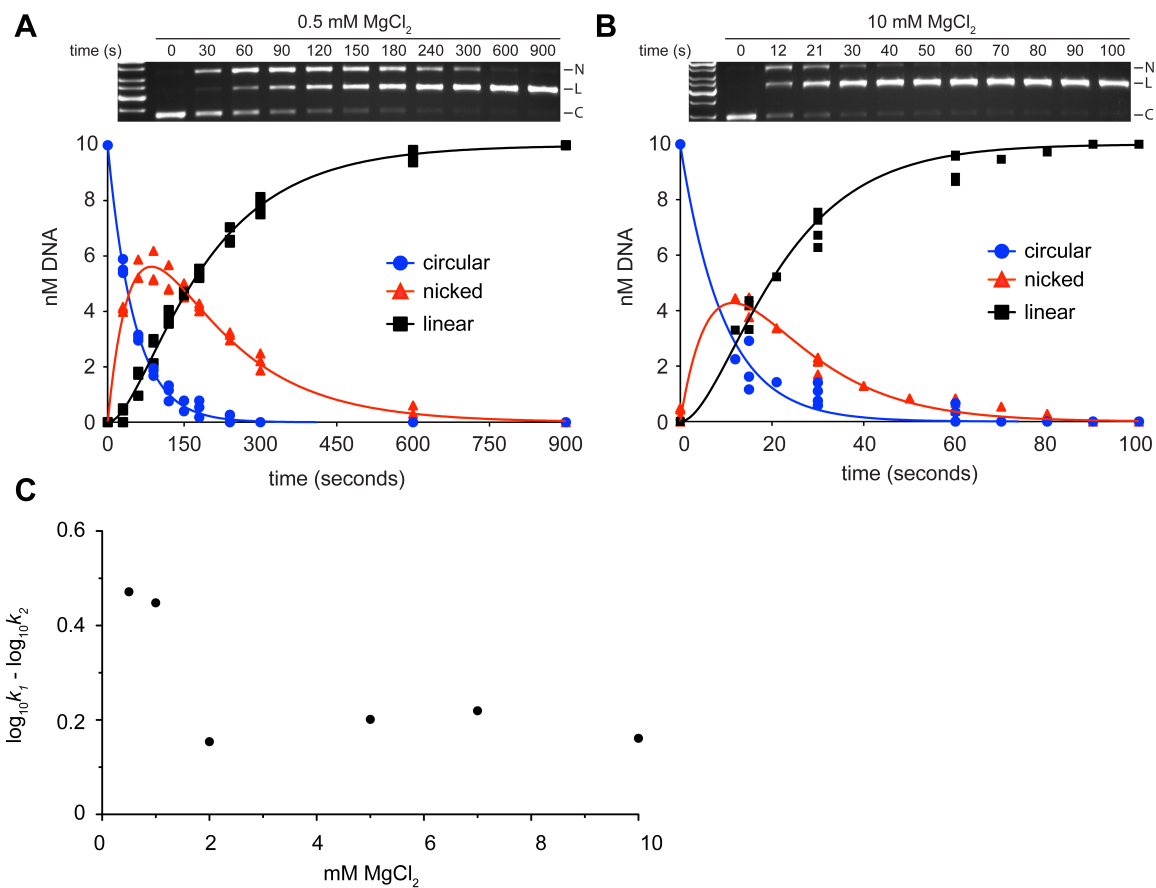 A
0.5 mM MgCl₂
time (s) 0 30 60 90 120 150 180 240 300 600 900
–N
–L
–C
10
8
6
4
2
0
nM DNA
circular
nicked
linear
0 150 300 450 600 750 900
time (seconds)
B
10 mM MgCl₂
time (s) 0 12 21 30 40 50 60 70 80 90 100
–N
–L
–C
10
8
6
4
2
0
nM DNA
circular
nicked
linear
0 20 40 60 80 100
time (seconds)
C
0.6
0.4
0.2
0
log₁₀k₁ - log₁₀k₂
0 2 4 6 8 10
mM MgCl₂